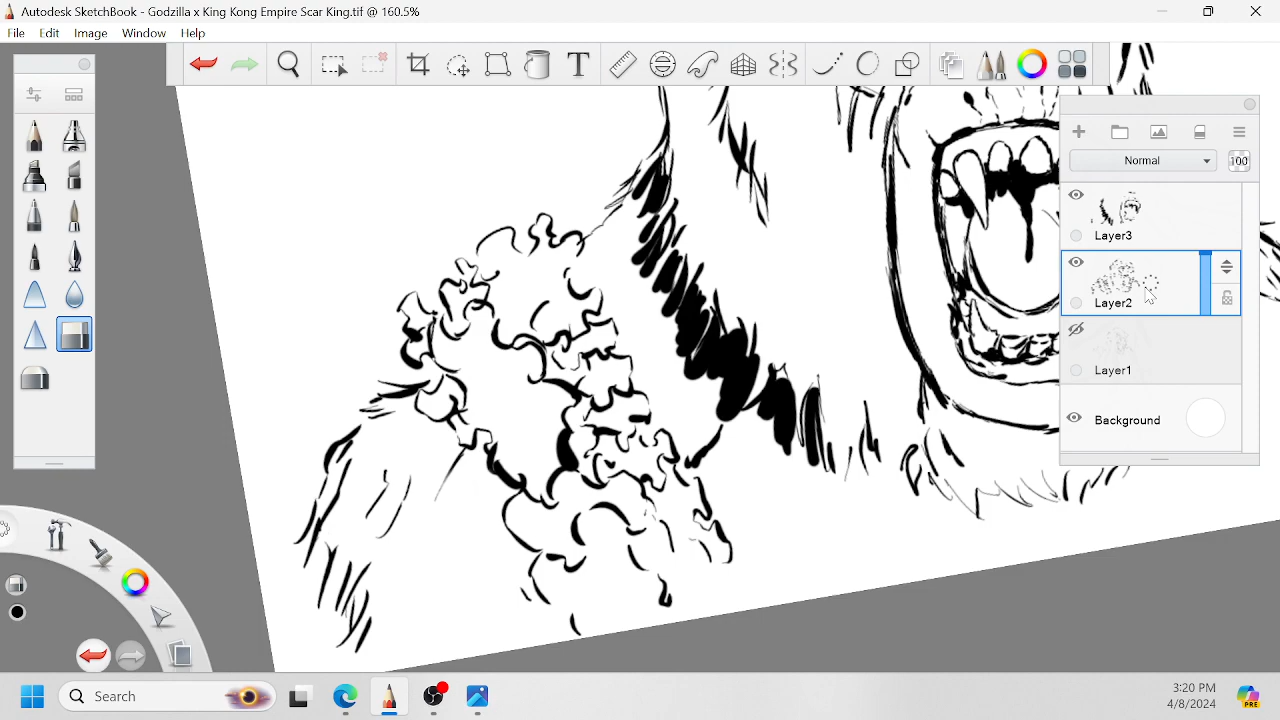 Autodesk SketchBook - Godzilla x King Kong Empire Scar King.tif @ 160.5%
File Edit Image Window Help
T
Normal
100
Layer3
Layer2
Layer1
Background
Search
3:20 PM
4/8/2024
PRE